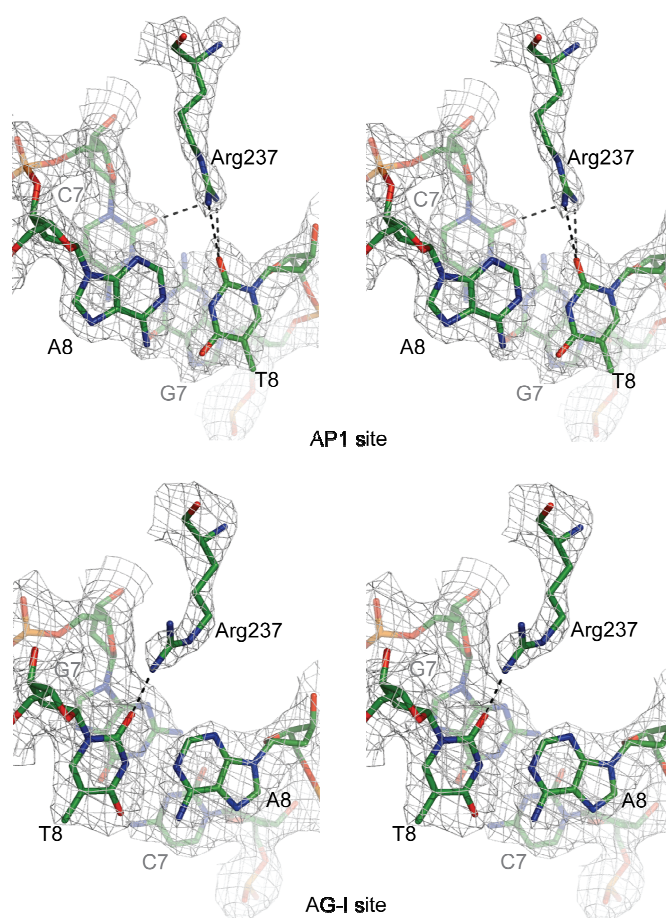 Arg237 Arg237
C7 C7
A8 A8
T8 T8
G7 G7
AP1 site
Arg237 Arg237
G7 G7
A8 A8
T8 T8
C7 C7
AG-I site